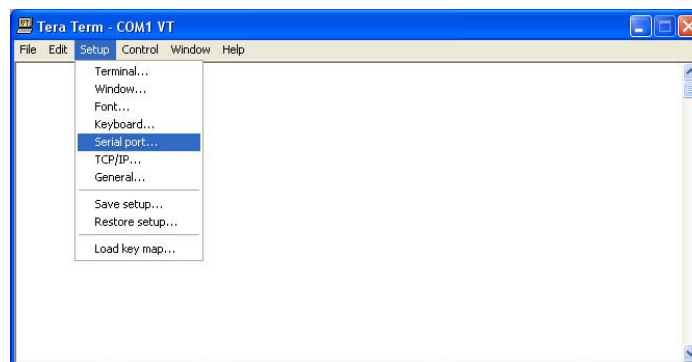 Tera Term - COM1 VT
File Edit Setup Control Window Help
Terminal...
Window...
Font...
Keyboard...
Serial port...
TCP/IP...
General...
Save setup...
Restore setup...
Load key map...